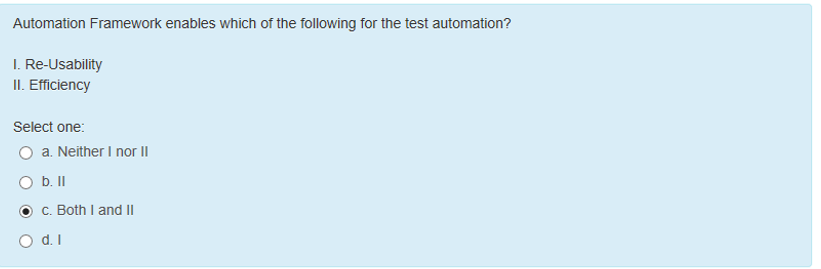 Automation Framework enables which of the following for the test automation?
I. Re-Usability
II. Efficiency
Select one:
a. Neither I nor II
b. II
c. Both I and II
d. I